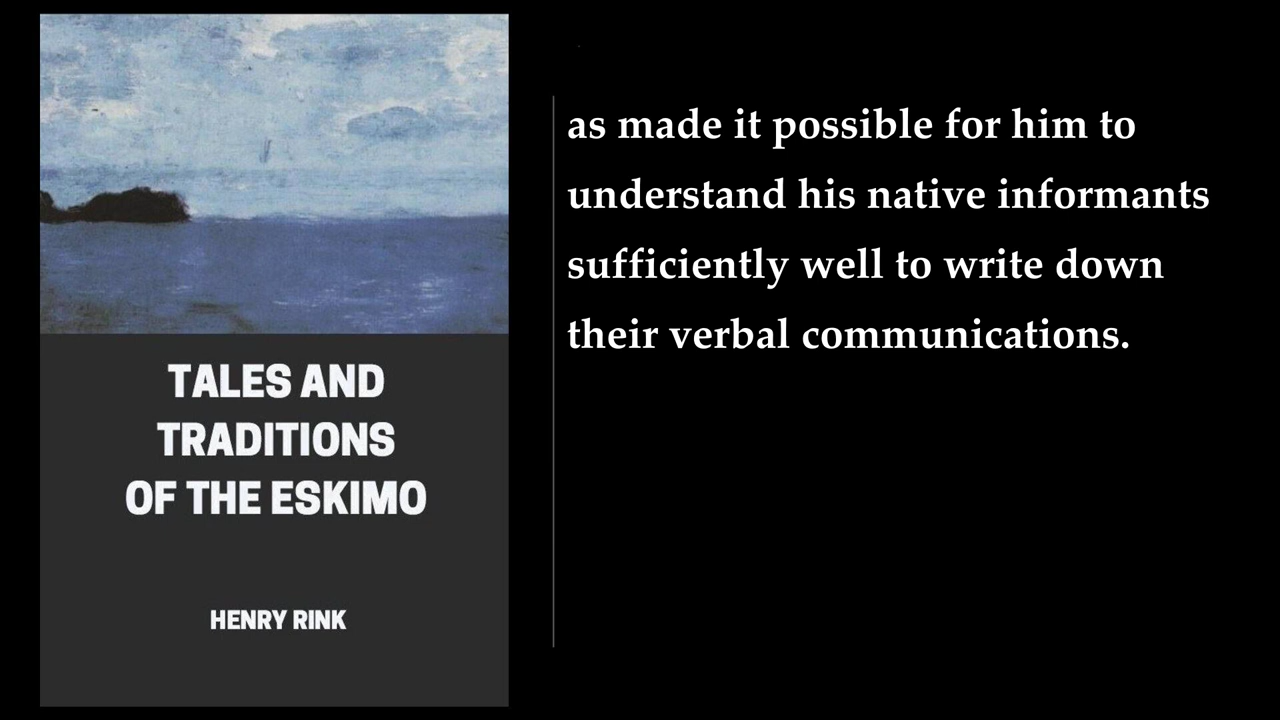 TALES AND
TRADITIONS
OF THE ESKIMO
HENRY RINK
as made it possible for him to
understand his native informants
sufficiently well to write down
their verbal communications.